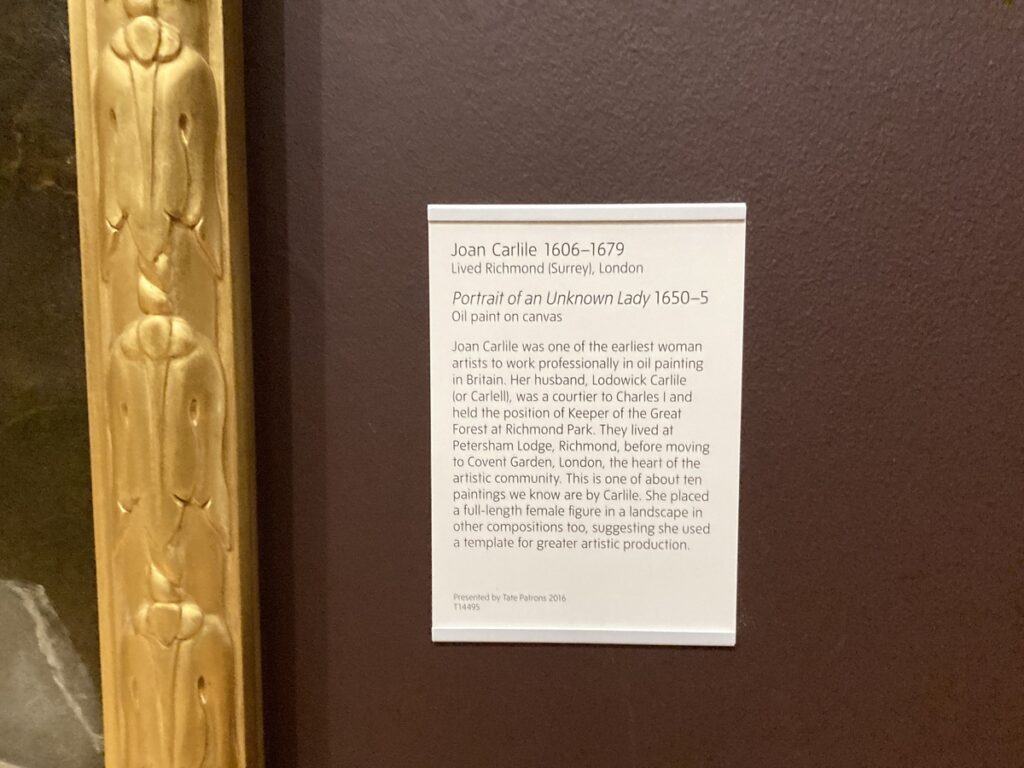 Joan Carlile 1606–1679
Lived Richmond (Surrey), London
Portrait of an Unknown Lady 1650–5
Oil paint on canvas
Joan Carlile was one of the earliest woman
artists to work professionally in oil painting
in Britain. Her husband, Lodowick Carlile
(or Carlell), was a courtier to Charles I and
held the position of Keeper of the Great
Forest at Richmond Park. They lived at
Petersham Lodge, Richmond, before moving
to Covent Garden, London, the heart of the
artistic community. This is one of about ten
paintings we know are by Carlile. She placed
a full-length female figure in a landscape in
other compositions too, suggesting she used
a template for greater artistic production.
Presented by Tate Patrons 2016
T14495